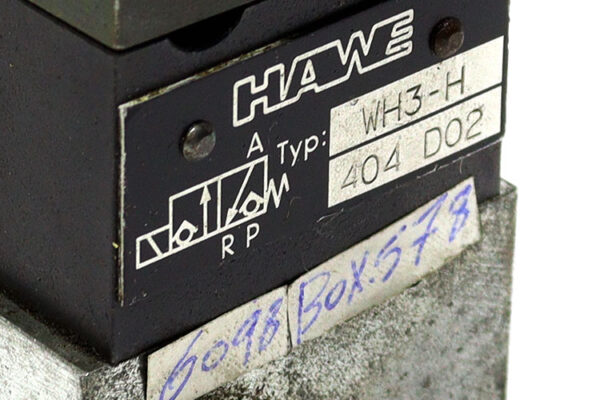 HAWE
Typ: WH3-H
404 D02
A
R P
6098 BOX.578